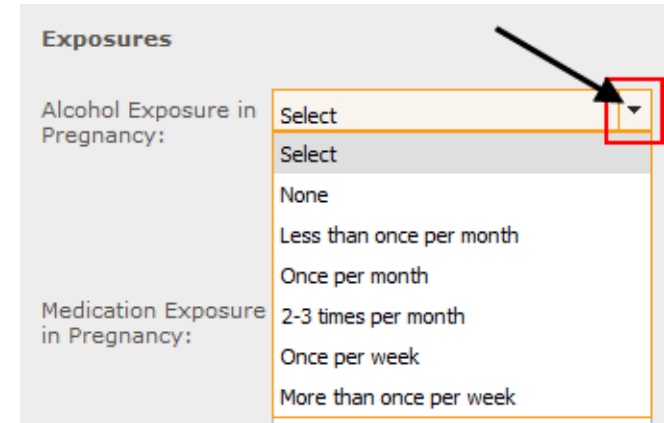 Exposures
Alcohol Exposure in
Pregnancy:
Select
Select
None
Less than once per month
Once per month
2-3 times per month
Once per week
More than once per week
Medication Exposure
in Pregnancy: